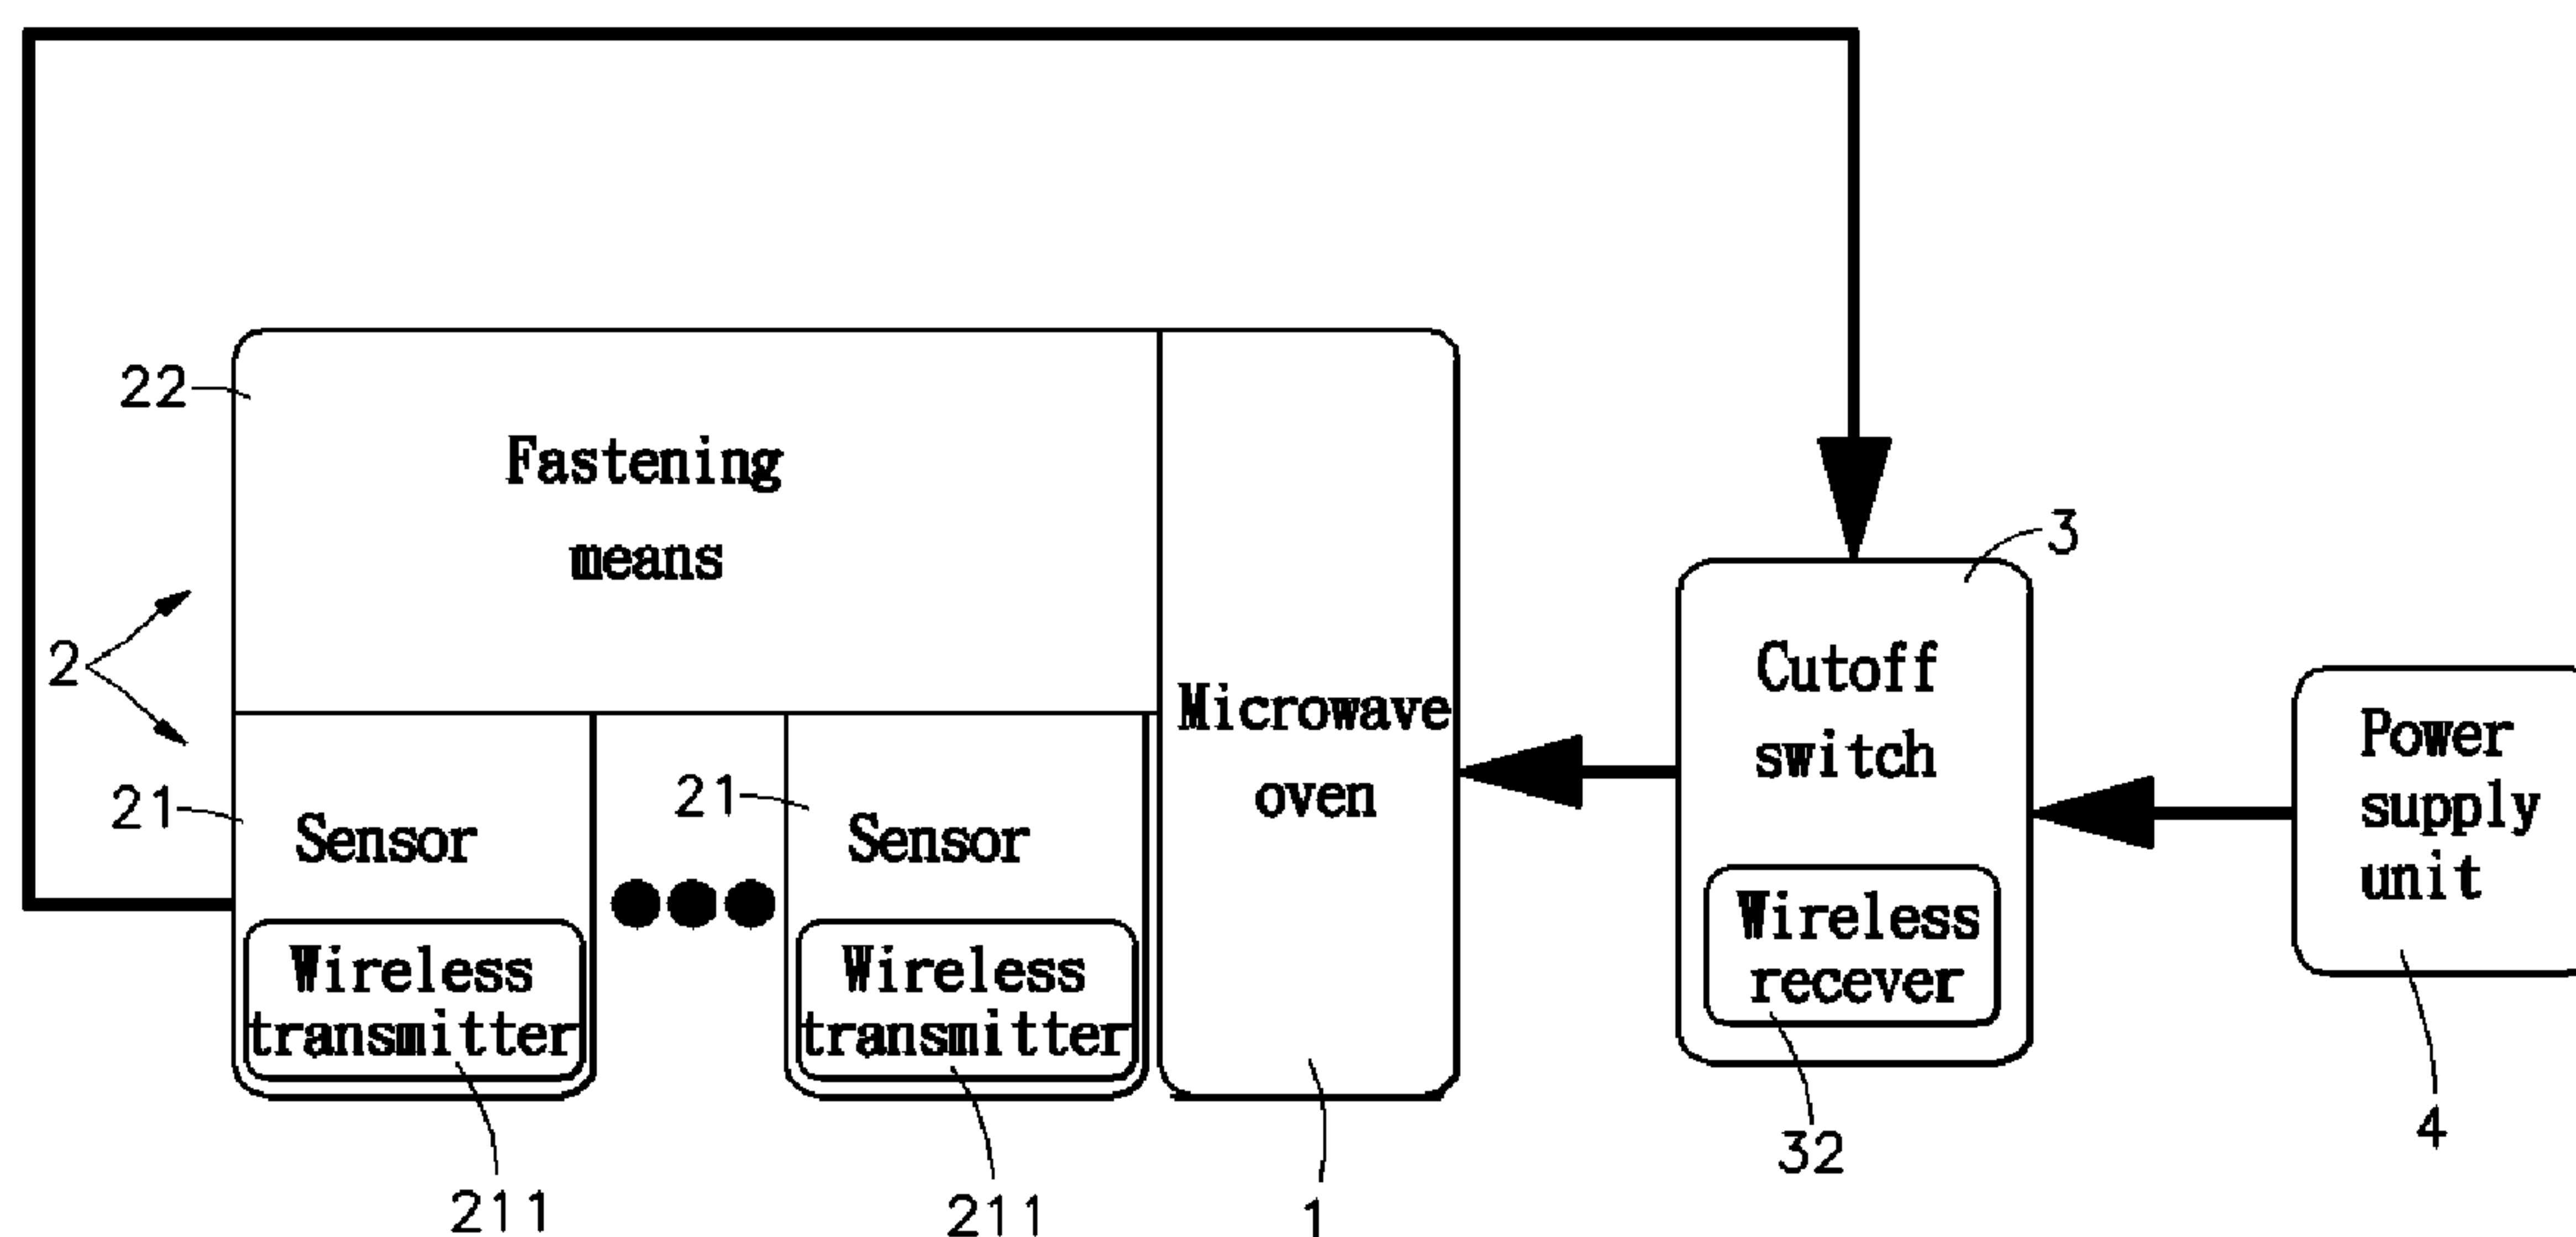 22
Fastening
means
2
21
Sensor
Wireless
transmitter
211
21
Sensor
Wireless
transmitter
211
Microwave
oven
1
3
Cutoff
switch
Wireless
recever
32
Power
supply
unit
4